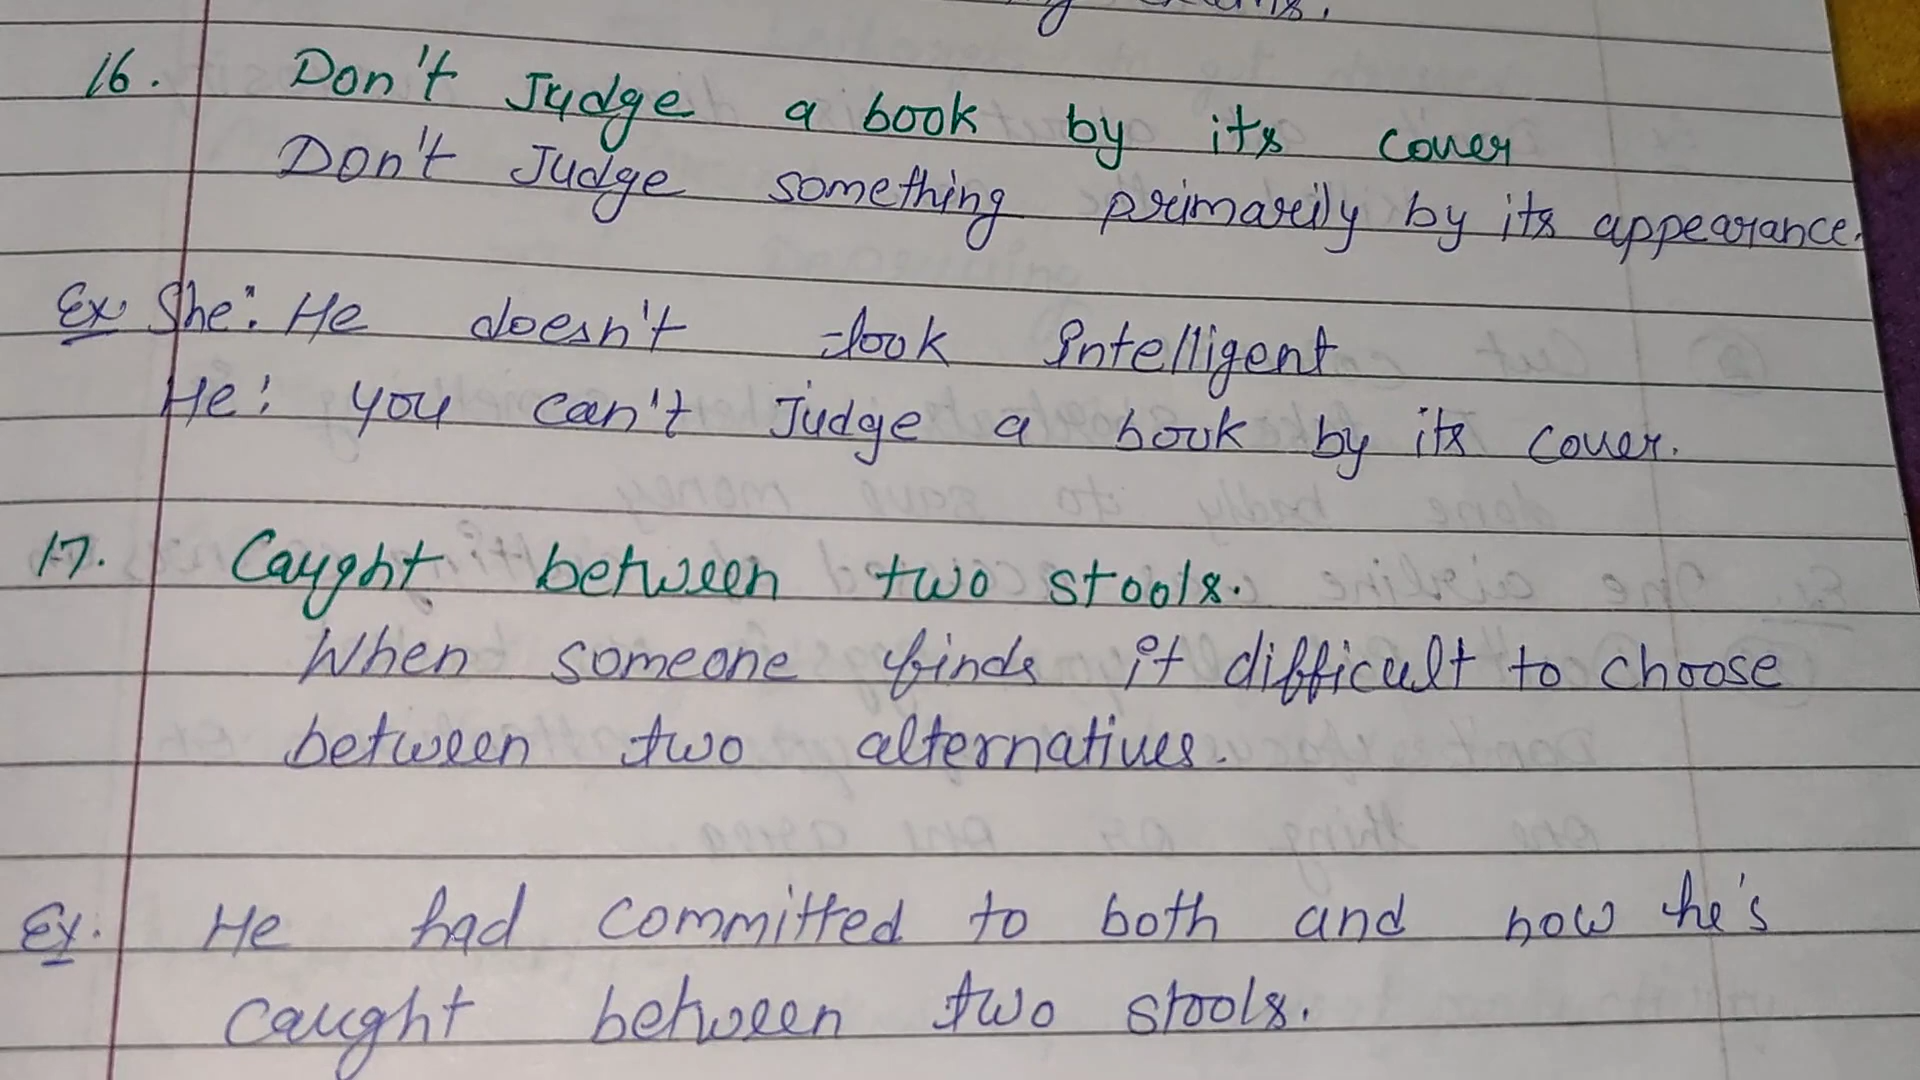 16. Don't Judge a book by its cover
Don't Judge something primarily by its appearance.
Ex. She: He doesn't look Intelligent
He: you can't Judge a book by its cover.
17. Caught between two stools.
When someone finds it difficult to choose
between two alternatives.
Ex. He had committed to both and now he's
caught between two stools.